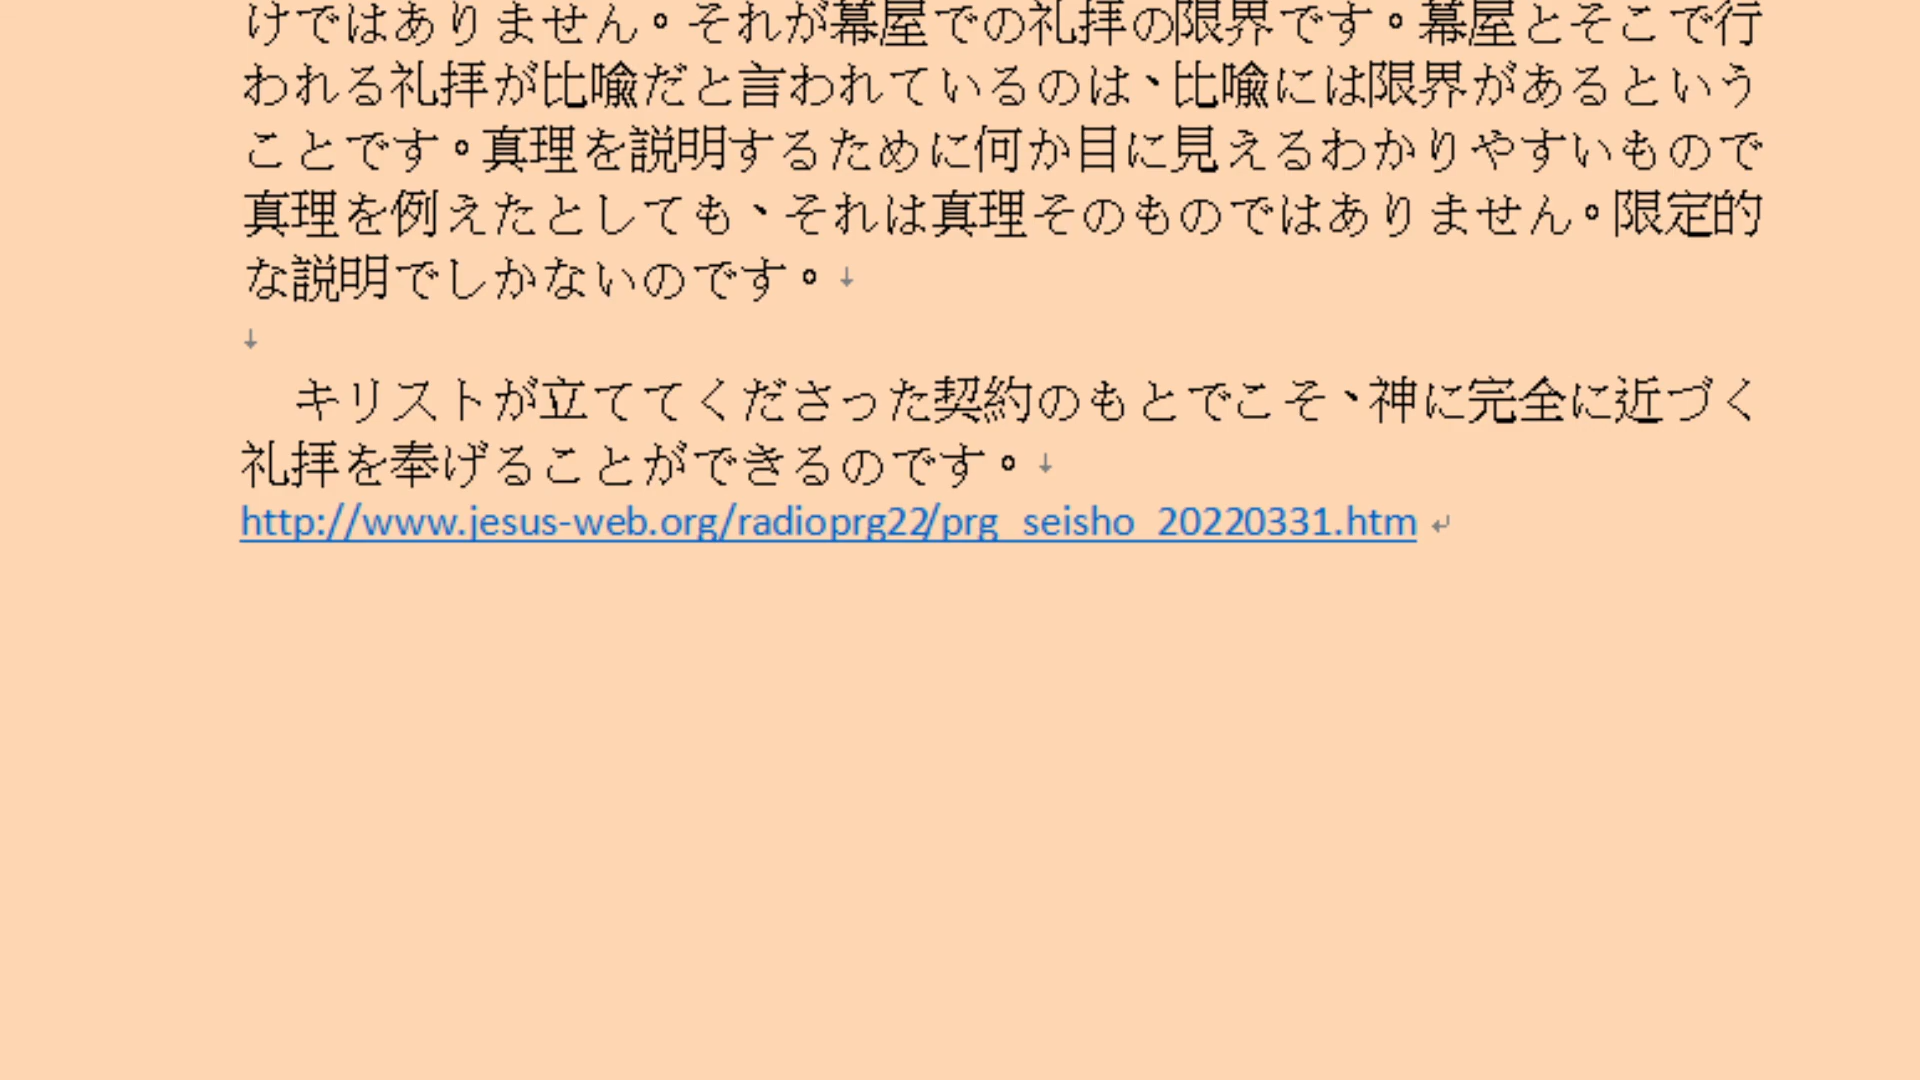 けではありません。それが幕屋での礼拝の限界です。幕屋とそこで行
われる礼拝が比喩だと言われているのは、比喩には限界があるという
ことです。真理を説明するために何か目に見えるわかりやすいもので
真理を例えたとしても、それは真理そのものではありません。限定的
な説明でしかないのです。↓
↓
　キリストが立ててくださった契約のもとでこそ、神に完全に近づく
礼拝を奉げることができるのです。↓
http://www.jesus-web.org/radioprg22/prg_seisho_20220331.htm ↵